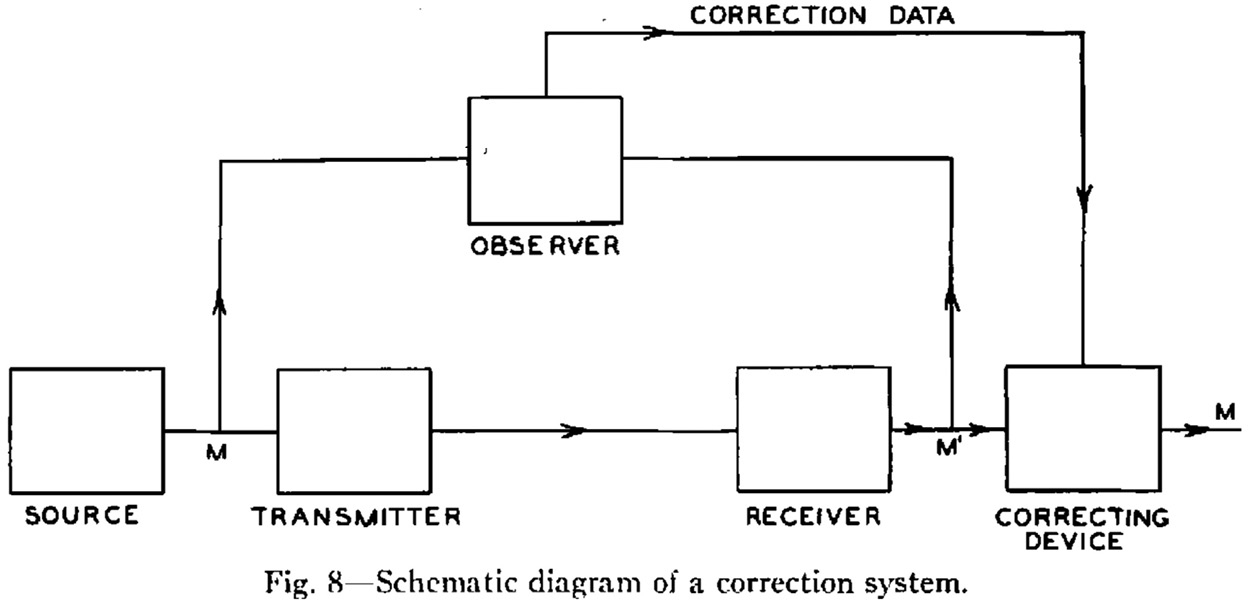 CORRECTION DATA
OBSERVER
M
M'
M
SOURCE
TRANSMITTER
RECEIVER
CORRECTING
DEVICE
Fig. 8—Schematic diagram of a correction system.